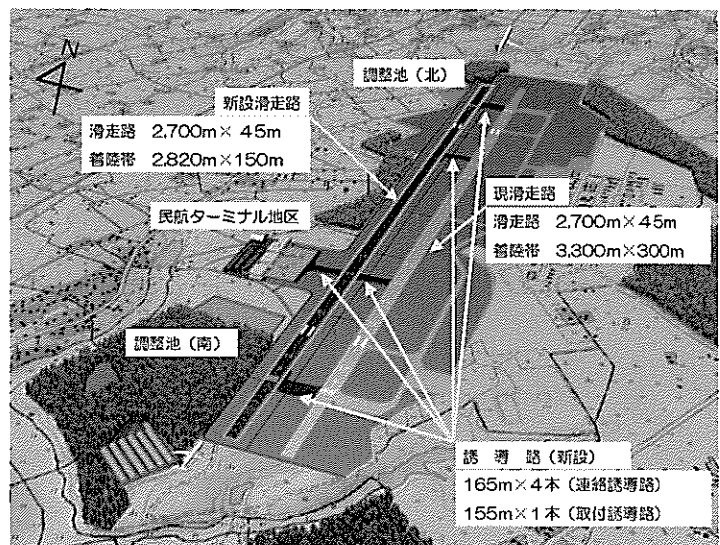 N
調整池（北）
新設滑走路
滑走路 2,700m×45m
着陸帯 2,820m×150m
現滑走路
滑走路 2,700m×45m
着陸帯 3,300m×300m
民航ターミナル地区
調整池（南）
誘導路（新設）
165m×4本（連絡誘導路）
155m×1本（取付誘導路）